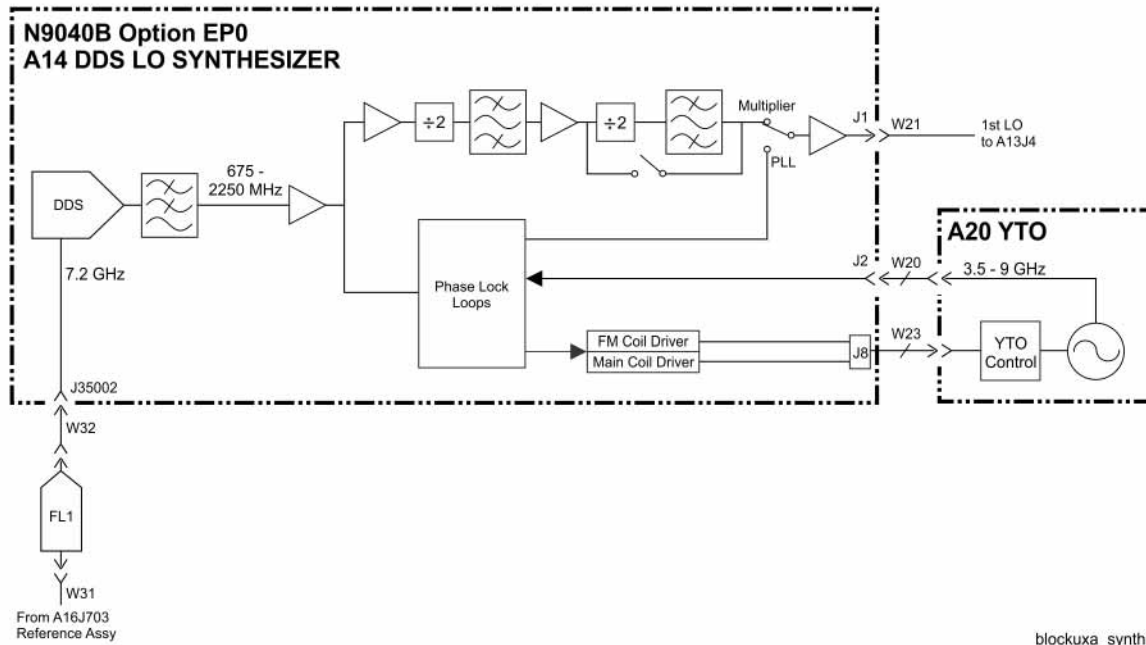 N9040B Option EP0
A14 DDS LO SYNTHESIZER
÷2
÷2
Multiplier
PLL
J1
W21
1st LO
to A13J4
DDS
675 -
2250 MHz
7.2 GHz
Phase Lock
Loops
J2
W20
A20 YTO
3.5 - 9 GHz
FM Coil Driver
Main Coil Driver
J8
W23
YTO
Control
J35002
W32
FL1
W31
From A16J703
Reference Assy
blockuxa_synth